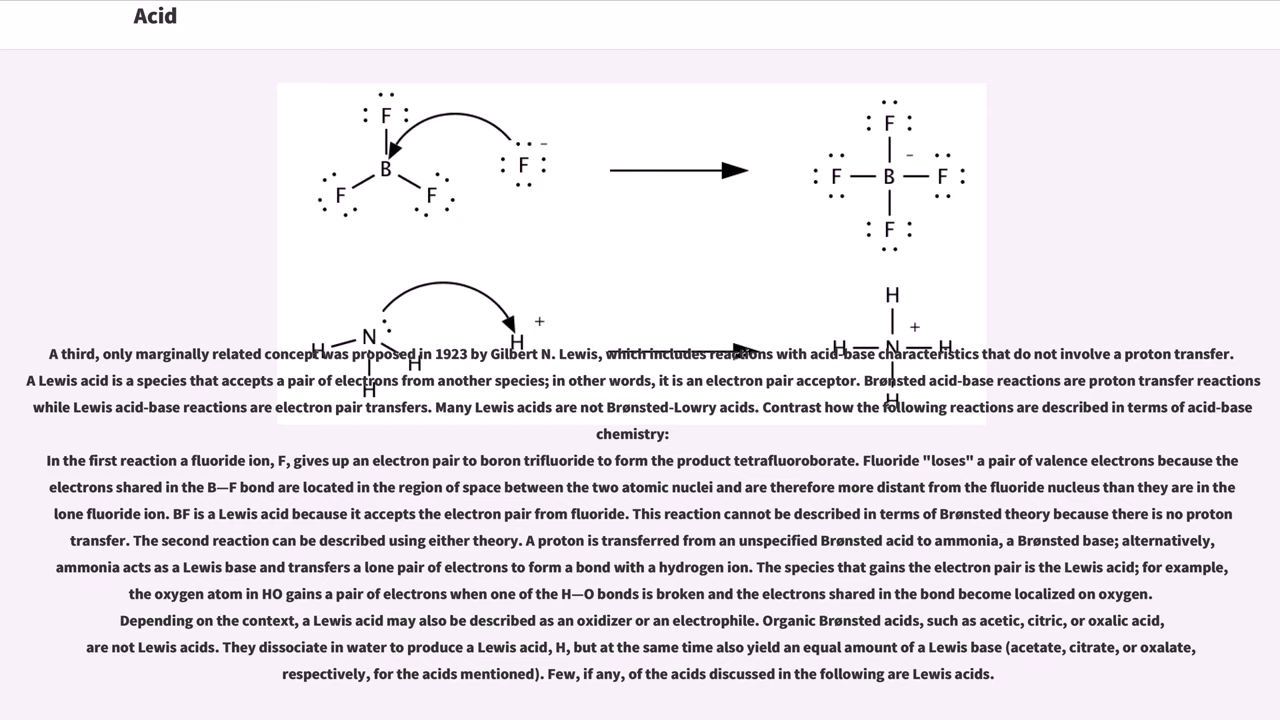 Acid
F
B
F
F
F
−
F
F
B
−
F
F
N
H
H
H
H
+
H
H
N
+
H
H
A third, only marginally related concept was proposed in 1923 by Gilbert N. Lewis, which includes reactions with acid-base characteristics that do not involve a proton transfer.
A Lewis acid is a species that accepts a pair of electrons from another species; in other words, it is an electron pair acceptor. Brønsted acid-base reactions are proton transfer reactions
while Lewis acid-base reactions are electron pair transfers. Many Lewis acids are not Brønsted-Lowry acids. Contrast how the following reactions are described in terms of acid-base
chemistry:
In the first reaction a fluoride ion, F, gives up an electron pair to boron trifluoride to form the product tetrafluoroborate. Fluoride "loses" a pair of valence electrons because the
electrons shared in the B—F bond are located in the region of space between the two atomic nuclei and are therefore more distant from the fluoride nucleus than they are in the
lone fluoride ion. BF is a Lewis acid because it accepts the electron pair from fluoride. This reaction cannot be described in terms of Brønsted theory because there is no proton
transfer. The second reaction can be described using either theory. A proton is transferred from an unspecified Brønsted acid to ammonia, a Brønsted base; alternatively,
ammonia acts as a Lewis base and transfers a lone pair of electrons to form a bond with a hydrogen ion. The species that gains the electron pair is the Lewis acid; for example,
the oxygen atom in HO gains a pair of electrons when one of the H—O bonds is broken and the electrons shared in the bond become localized on oxygen.
Depending on the context, a Lewis acid may also be described as an oxidizer or an electrophile. Organic Brønsted acids, such as acetic, citric, or oxalic acid,
are not Lewis acids. They dissociate in water to produce a Lewis acid, H, but at the same time also yield an equal amount of a Lewis base (acetate, citrate, or oxalate,
respectively, for the acids mentioned). Few, if any, of the acids discussed in the following are Lewis acids.